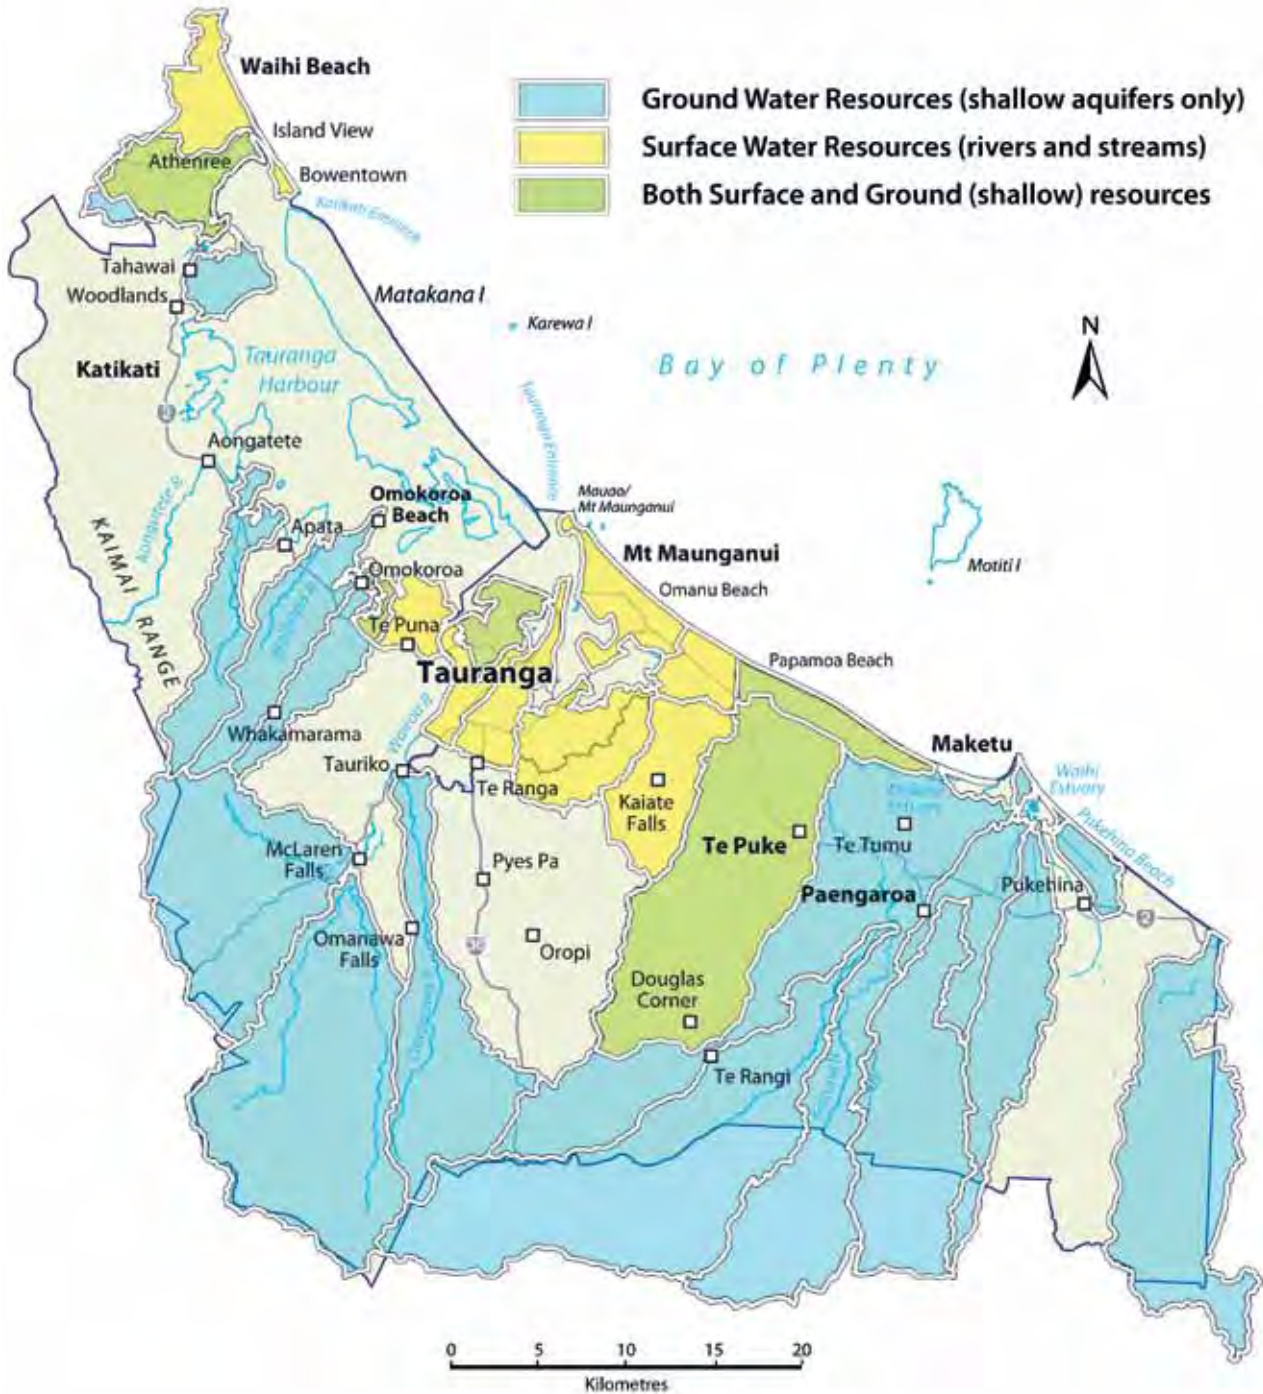 Waihi Beach
Ground Water Resources (shallow aquifers only)
Surface Water Resources (rivers and streams)
Both Surface and Ground (shallow) resources
Island View
Athenree
Bowentown
Katikati Entrance
Tahawai
Woodlands
Matakana I
Karewa I
N
Bay of Plenty
Katikati
Tauranga
Harbour
Tauranga Entrance
2
Aongatete
Aongatete R
Mauao/
Mt Maunganui
Omokoroa
Beach
Apata
Mt Maunganui
Motiti I
KAIMAI RANGE
Omokoroa
Omanu Beach
Te Puna
Papamoa Beach
Tauranga
Wairoa R
Whakamarama
Maketu
Tauriko
Waihi
Estuary
Te Ranga
Kaiate
Falls
Pukehina Beach
McLaren
Falls
Te Puke
Te Tumu
Pyes Pa
Paengaroa
Pukehina
2
Omanawa
Falls
36
Oropi
Douglas
Corner
Te Rangi
0 5 10 15 20
Kilometres